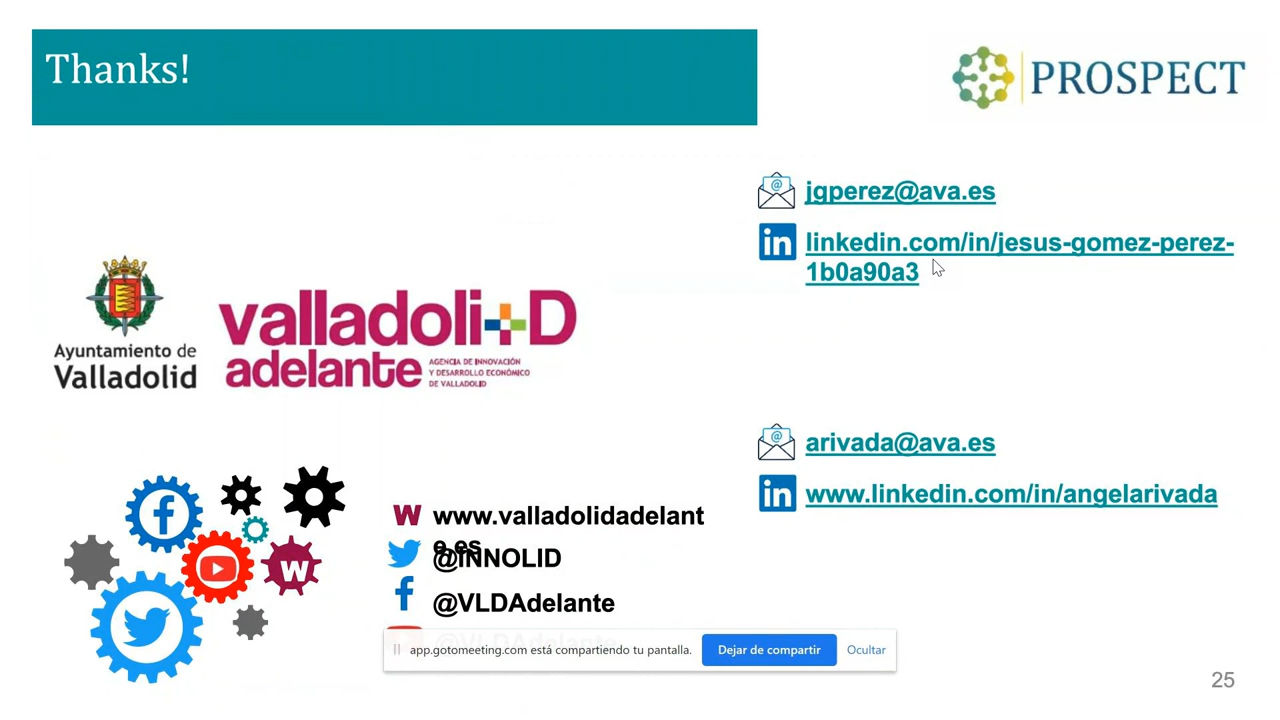 Thanks!
PROSPECT
jgperez@ava.es
linkedin.com/in/jesus-gomez-perez-
1b0a90a3
Ayuntamiento de
Valladolid
valladoli+D
adelante
AGENCIA DE INNOVACIÓN
Y DESARROLLO ECONÓMICO
DE VALLADOLID
arivada@ava.es
www.linkedin.com/in/angelarivada
W
W www.valladolidadelant
e.es
@INNOLID
@VLDAdelante
@VLDAdelante
app.gotomeeting.com está compartiendo tu pantalla.
Dejar de compartir
Ocultar
25